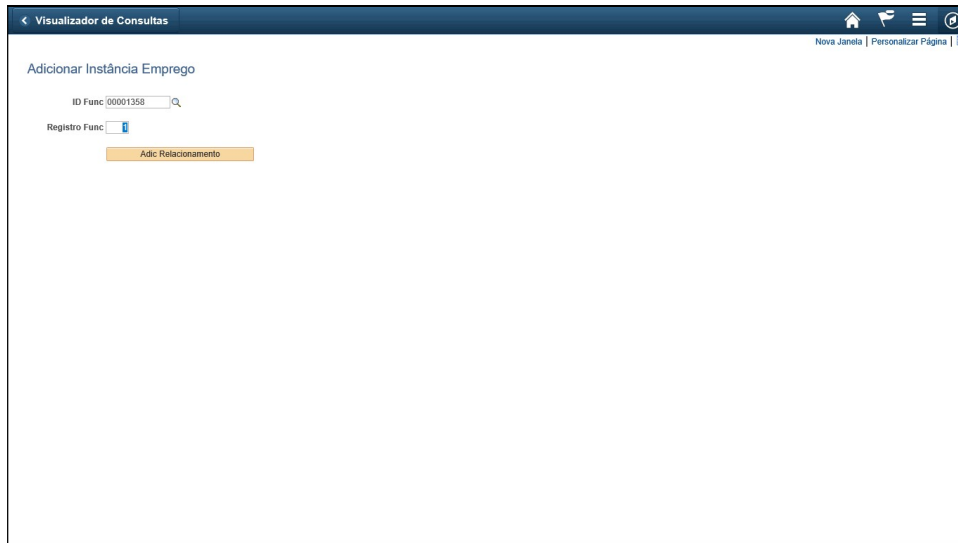 Visualizador de Consultas
Nova Janela | Personalizar Página |
Adicionar Instância Emprego
ID Func 00001358
Registro Func 1
Adic Relacionamento